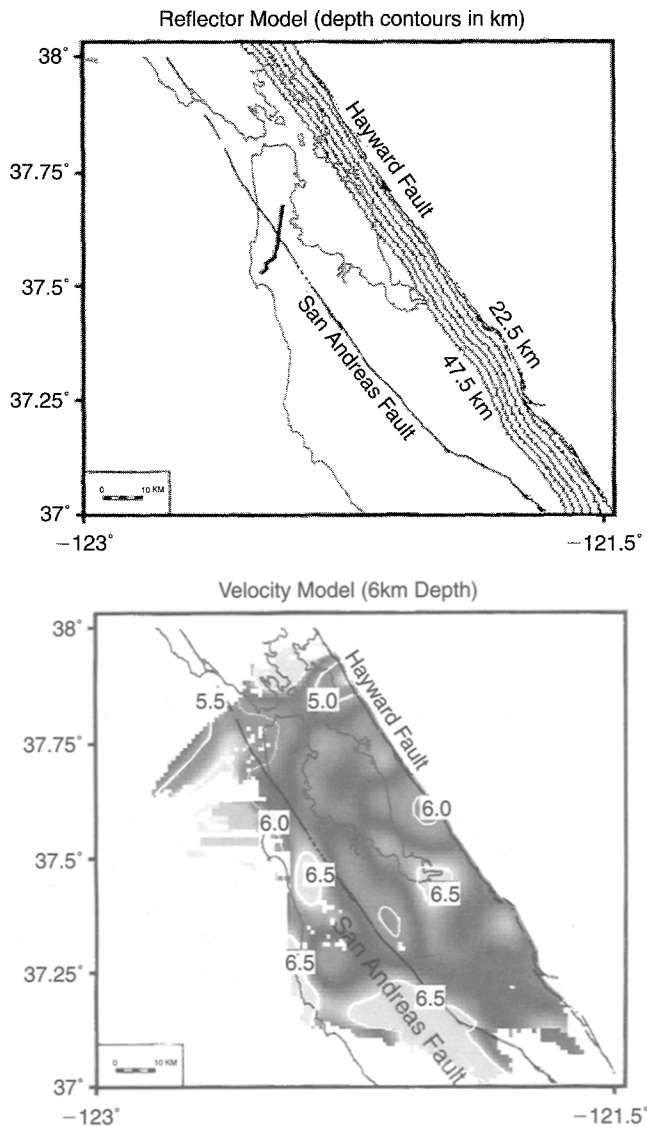 Reflector Model (depth contours in km)
38°
37.75°
37.5°
37.25°
37°
Hayward Fault
San Andreas Fault
22.5 km
47.5 km
0 10 KM
−123°
−121.5°
Velocity Model (6km Depth)
38°
37.75°
37.5°
37.25°
37°
5.5
5.0
Hayward Fault
6.0
6.0
6.5
6.5
6.5
6.5
San Andreas Fault
0 10 KM
−123°
−121.5°